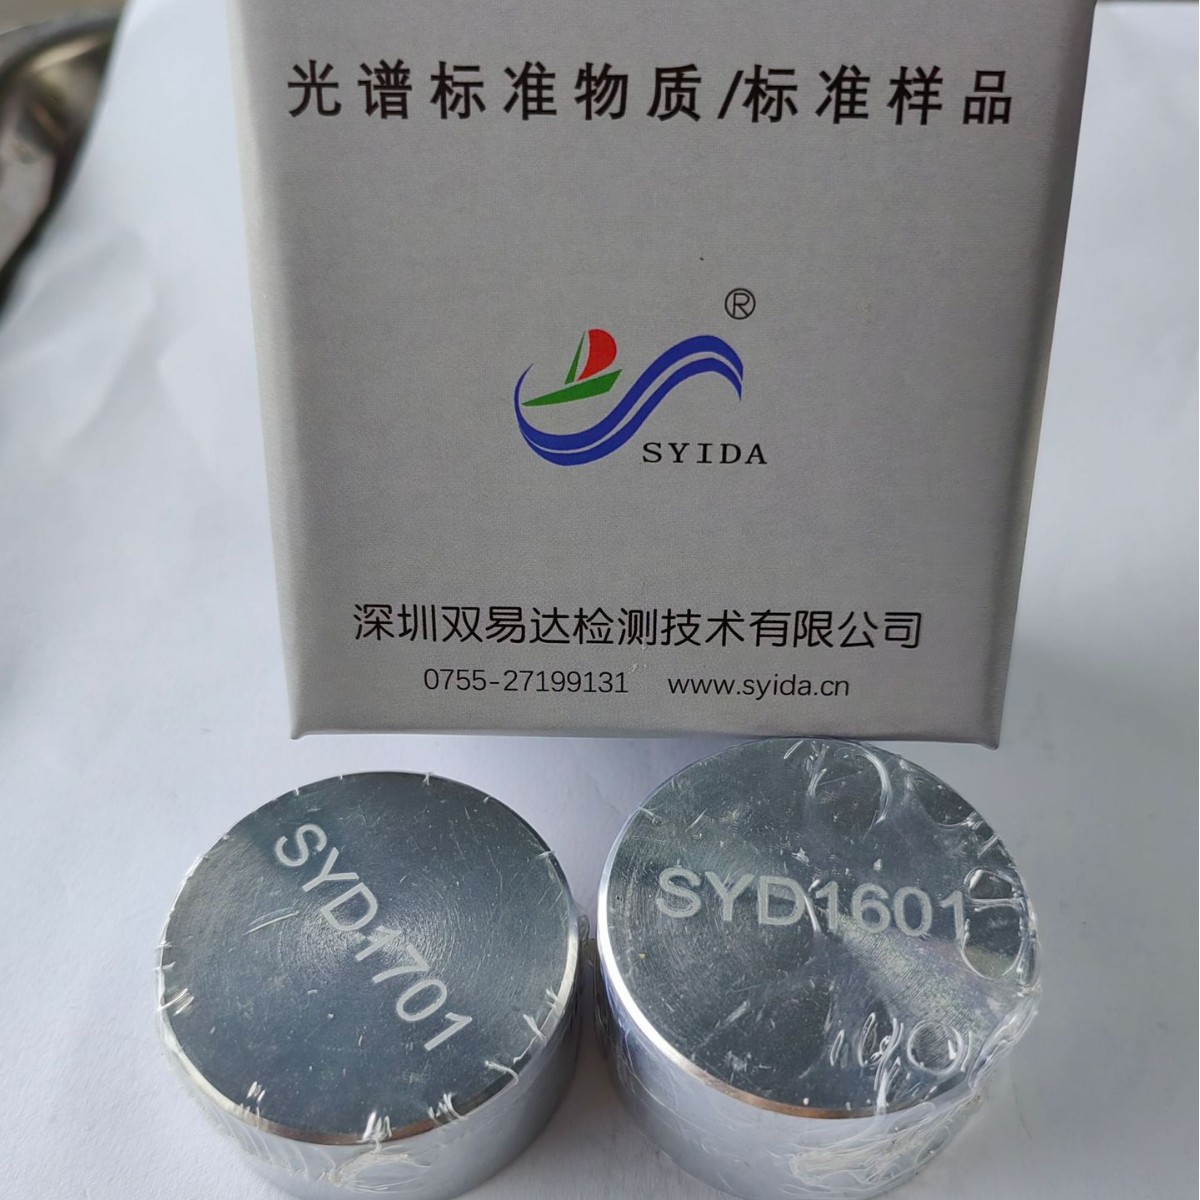 光谱标准物质/标准样品
®
SYIDA
深圳双易达检测技术有限公司
0755-27199131 www.syida.cn
SYD1701
SYD1601